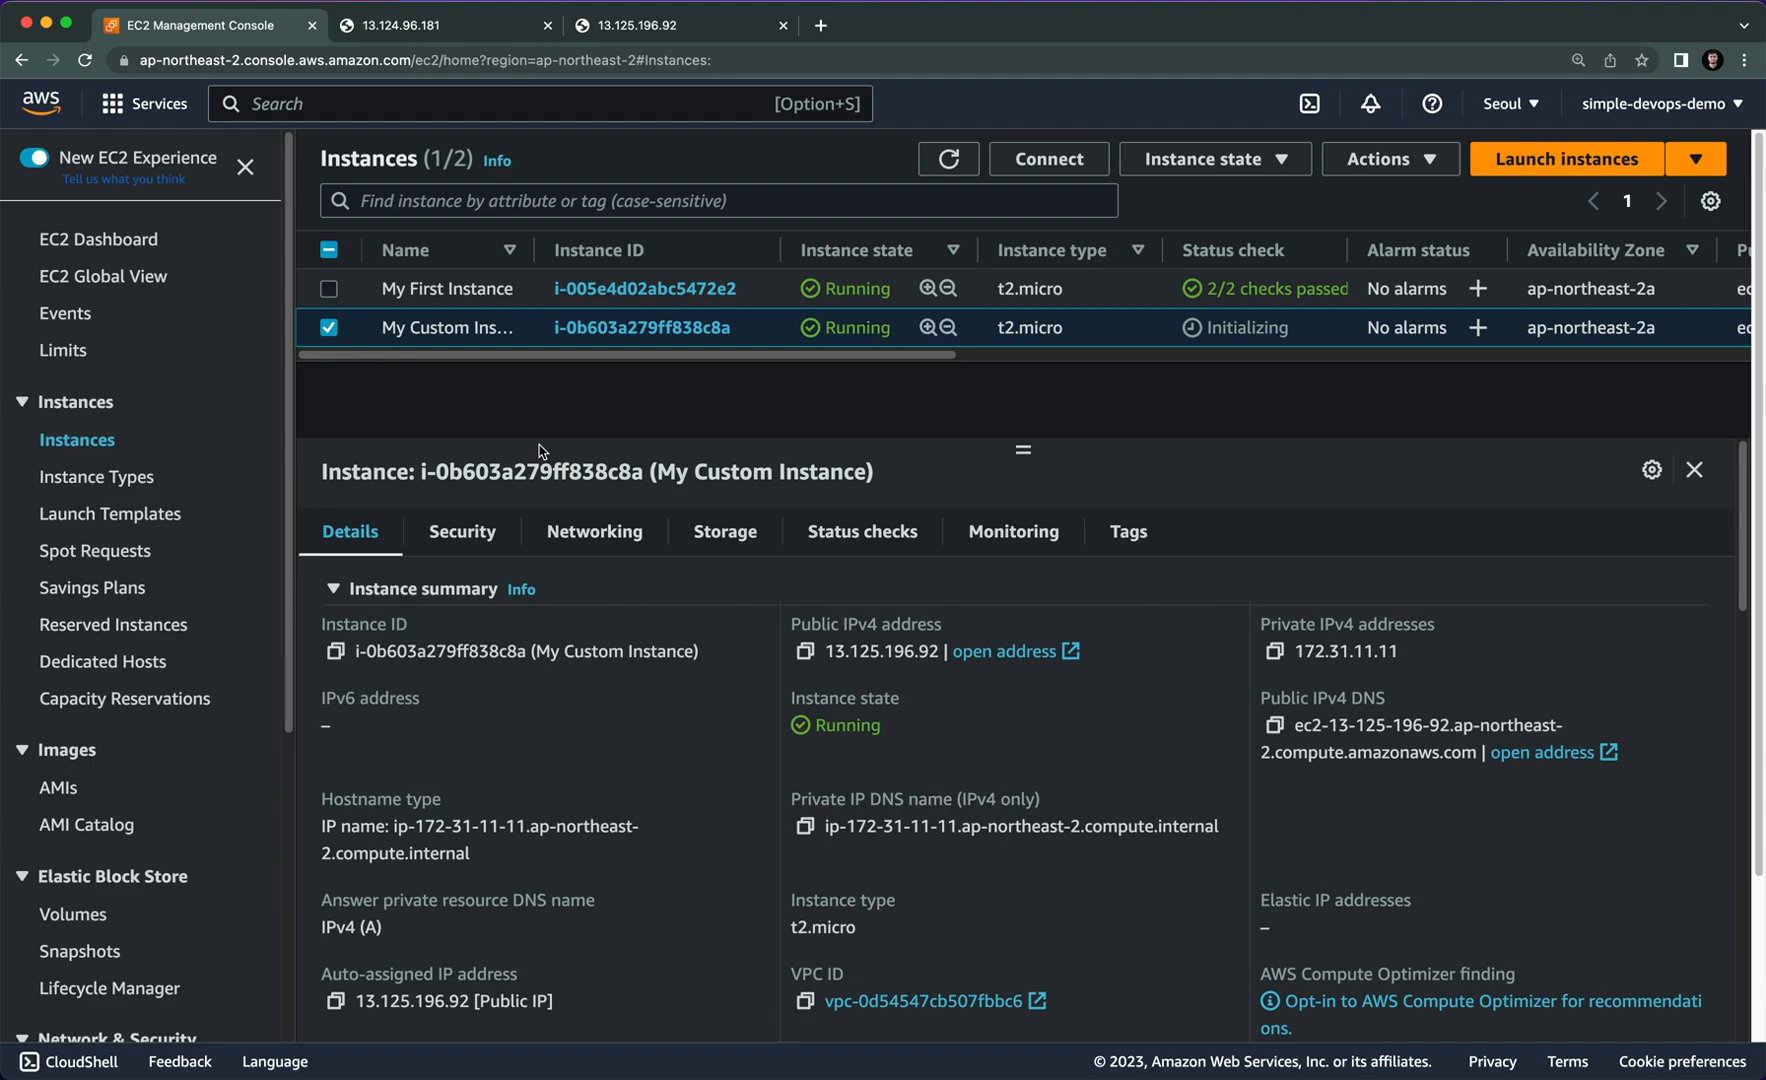 EC2 Management Console
13.124.96.181
13.125.196.92
ap-northeast-2.console.aws.amazon.com/ec2/home?region=ap-northeast-2#Instances:
aws
Services
Search
[Option+S]
Seoul
simple-devops-demo
New EC2 Experience
Tell us what you think
EC2 Dashboard
EC2 Global View
Events
Limits
Instances
Instances
Instance Types
Launch Templates
Spot Requests
Savings Plans
Reserved Instances
Dedicated Hosts
Capacity Reservations
Images
AMIs
AMI Catalog
Elastic Block Store
Volumes
Snapshots
Lifecycle Manager
Network & Security
Instances (1/2) Info
Connect
Instance state
Actions
Launch instances
Find instance by attribute or tag (case-sensitive)
1
Name Instance ID Instance state Instance type Status check Alarm status Availability Zone
My First Instance i-005e4d02abc5472e2 Running t2.micro 2/2 checks passed No alarms + ap-northeast-2a ec
My Custom Ins... i-0b603a279ff838c8a Running t2.micro Initializing No alarms + ap-northeast-2a ec
Instance: i-0b603a279ff838c8a (My Custom Instance)
Details Security Networking Storage Status checks Monitoring Tags
Instance summary Info
Instance ID
i-0b603a279ff838c8a (My Custom Instance)
Public IPv4 address
13.125.196.92 | open address
Private IPv4 addresses
172.31.11.11
IPv6 address
–
Instance state
Running
Public IPv4 DNS
ec2-13-125-196-92.ap-northeast-
2.compute.amazonaws.com | open address
Hostname type
IP name: ip-172-31-11-11.ap-northeast-
2.compute.internal
Private IP DNS name (IPv4 only)
ip-172-31-11-11.ap-northeast-2.compute.internal
Answer private resource DNS name
IPv4 (A)
Instance type
t2.micro
Elastic IP addresses
–
Auto-assigned IP address
13.125.196.92 [Public IP]
VPC ID
vpc-0d54547cb507fbbc6
AWS Compute Optimizer finding
Opt-in to AWS Compute Optimizer for recommendati
ons.
CloudShell
Feedback
Language
© 2023, Amazon Web Services, Inc. or its affiliates.
Privacy
Terms
Cookie preferences